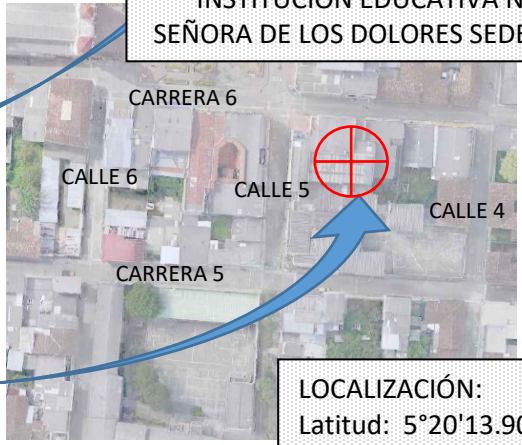 INSTITUCIÓN EDUCATIVA N
SEÑORA DE LOS DOLORES SEDE
CARRERA 6
CALLE 6
CALLE 5
CALLE 4
CARRERA 5
LOCALIZACIÓN:
Latitud: 5°20'13.90